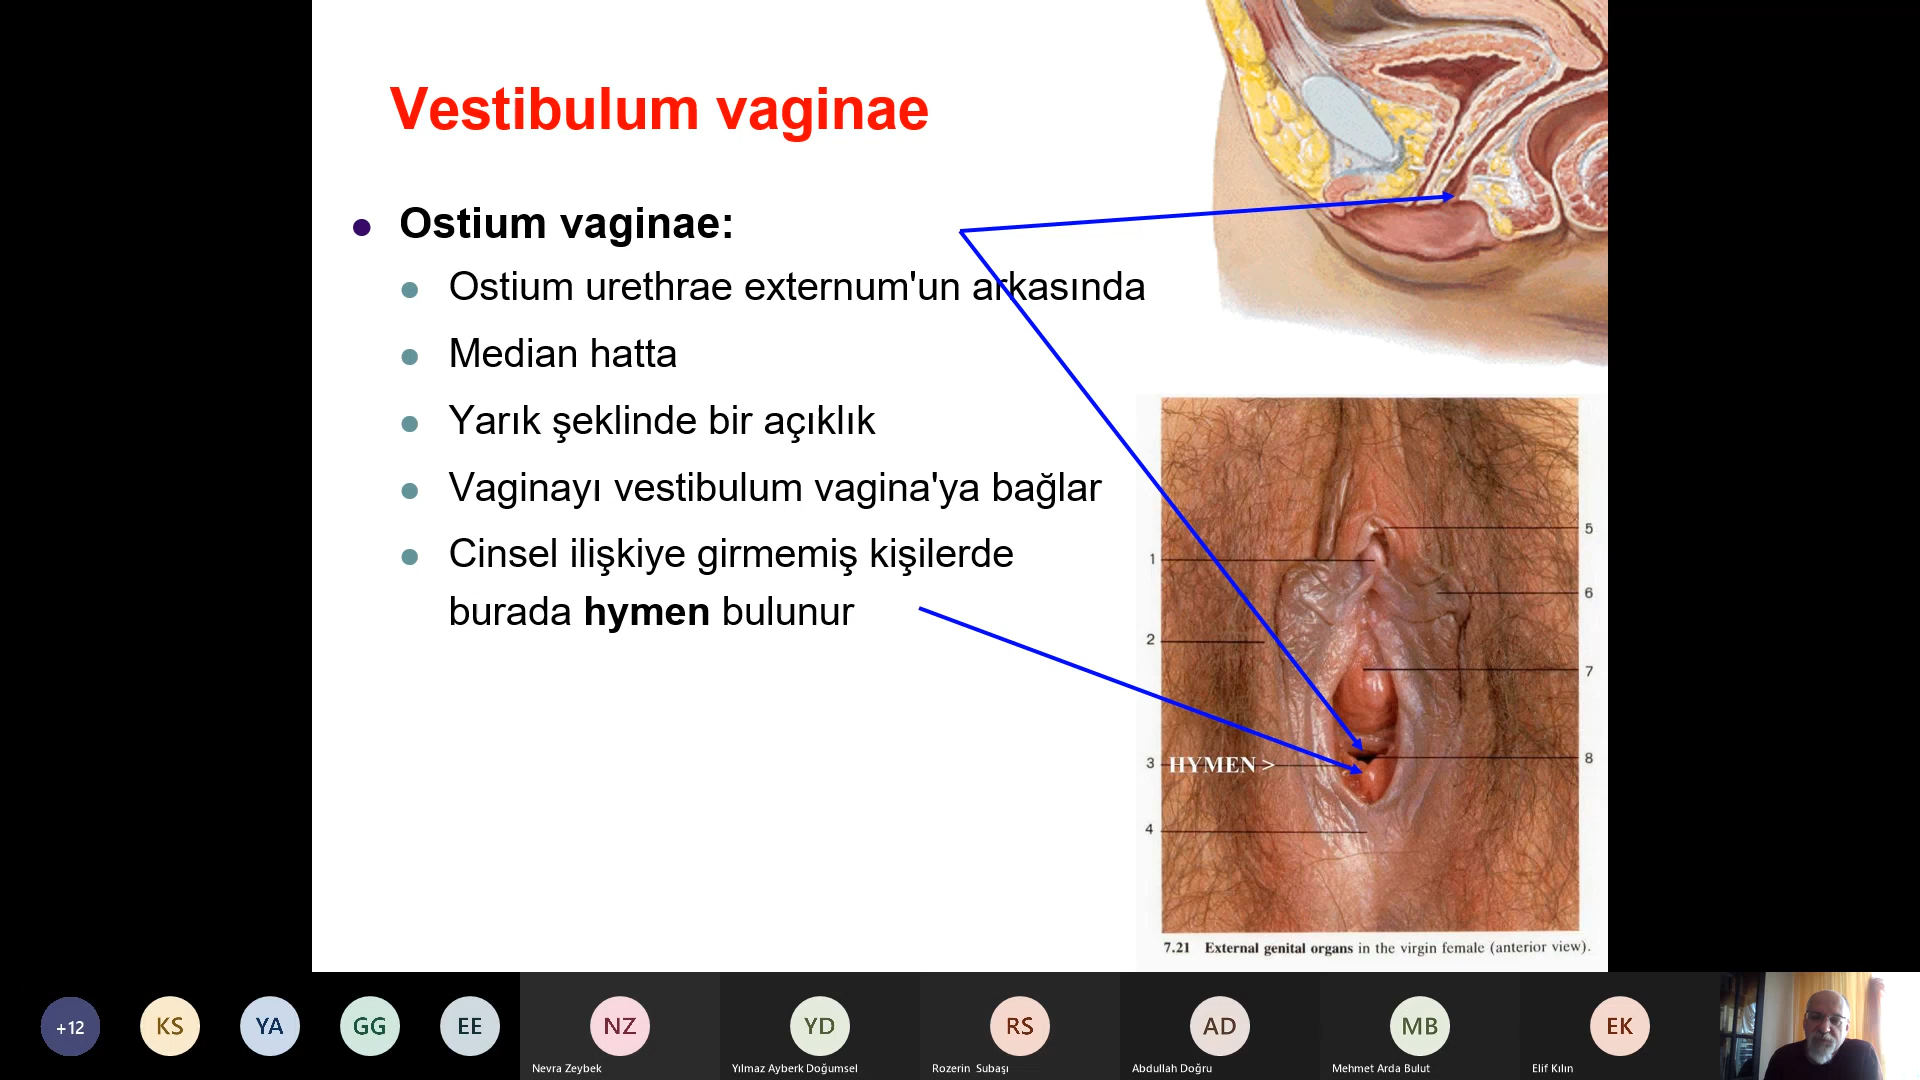 Vestibulum vaginae
Ostium vaginae:
Ostium urethrae externum'un arkasında
Median hatta
Yarık şeklinde bir açıklık
Vaginayı vestibulum vagina'ya bağlar
Cinsel ilişkiye girmemiş kişilerde
burada hymen bulunur
1
2
3
HYMEN >
4
5
6
7
8
7.21 External genital organs in the virgin female (anterior view).
+12
KS
YA
GG
EE
NZ
YD
RS
AD
MB
EK
Nevra Zeybek
Yılmaz Ayberk Doğumsel
Rozerin Subaşı
Abdullah Doğru
Mehmet Arda Bulut
Elif Kılın